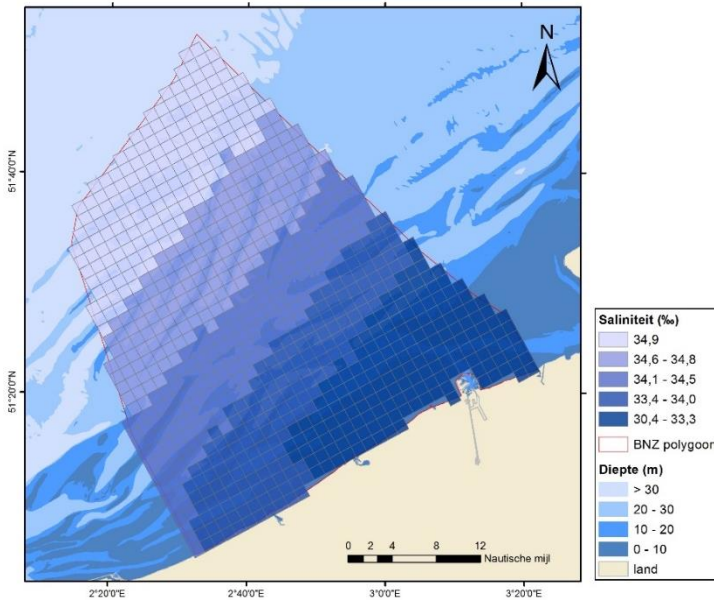 N
51°40'0"N
51°20'0"N
0 2 4 8 12
Nautische mijl
2°20'0"E 2°40'0"E 3°0'0"E 3°20'0"E
Saliniteit (‰)
34,9
34,6 - 34,8
34,1 - 34,5
33,4 - 34,0
30,4 - 33,3
BNZ polygoon
Diepte (m)
> 30
20 - 30
10 - 20
0 - 10
land